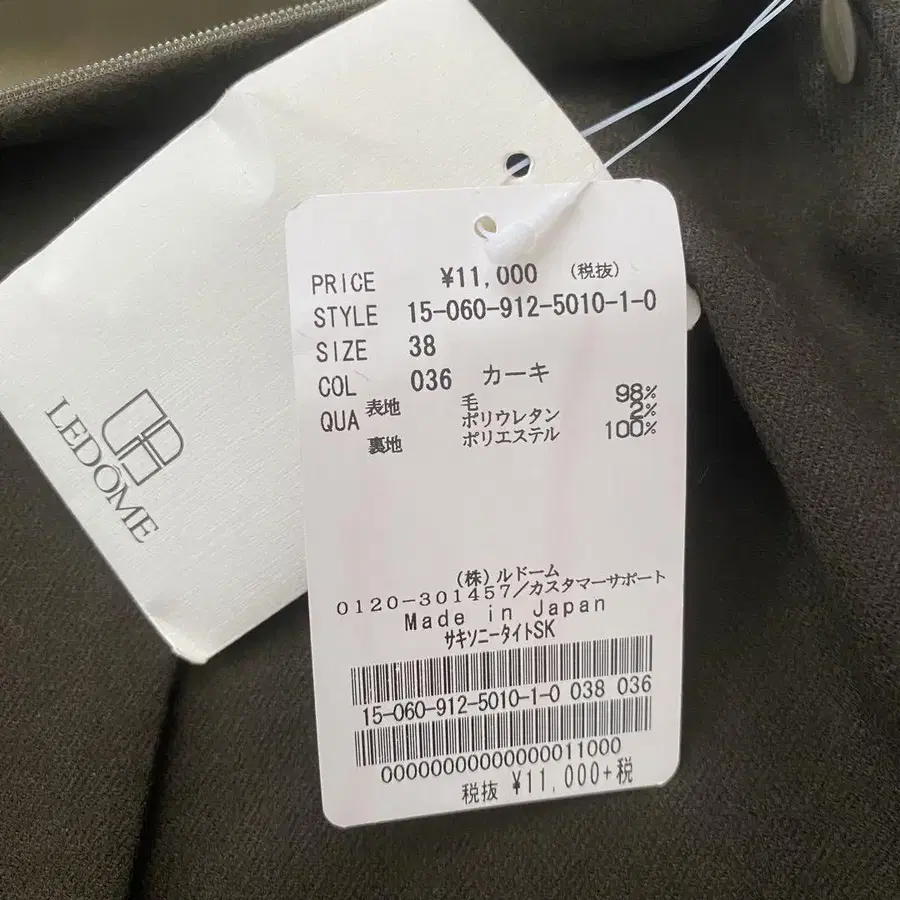 LEDÔME
PRICE ¥11,000 (税抜)
STYLE 15-060-912-5010-1-0
SIZE 38
COL 036 カーキ
QUA 表地 毛 98%
ポリウレタン 2%
裏地 ポリエステル 100%
(株)ルドーム
0120-301457/カスタマーサポート
Made in Japan
サキソニータイトSK
15-060-912-5010-1-0 038 036
00000000000000011000
税抜 ¥11,000+税